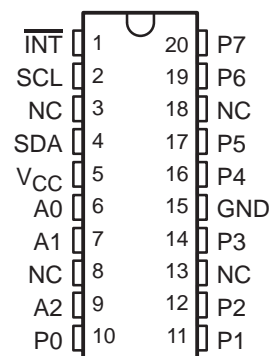 INT 1 20 P7
SCL 2 19 P6
NC 3 18 NC
SDA 4 17 P5
VCC 5 16 P4
A0 6 15 GND
A1 7 14 P3
NC 8 13 NC
A2 9 12 P2
P0 10 11 P1